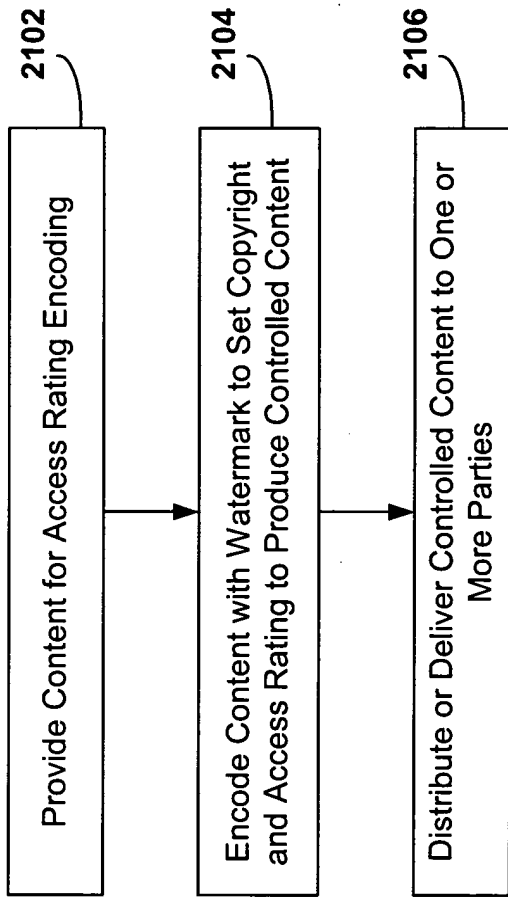 2102
Provide Content for Access Rating Encoding
2104
Encode Content with Watermark to Set Copyright
and Access Rating to Produce Controlled Content
2106
Distribute or Deliver Controlled Content to One or
More Parties